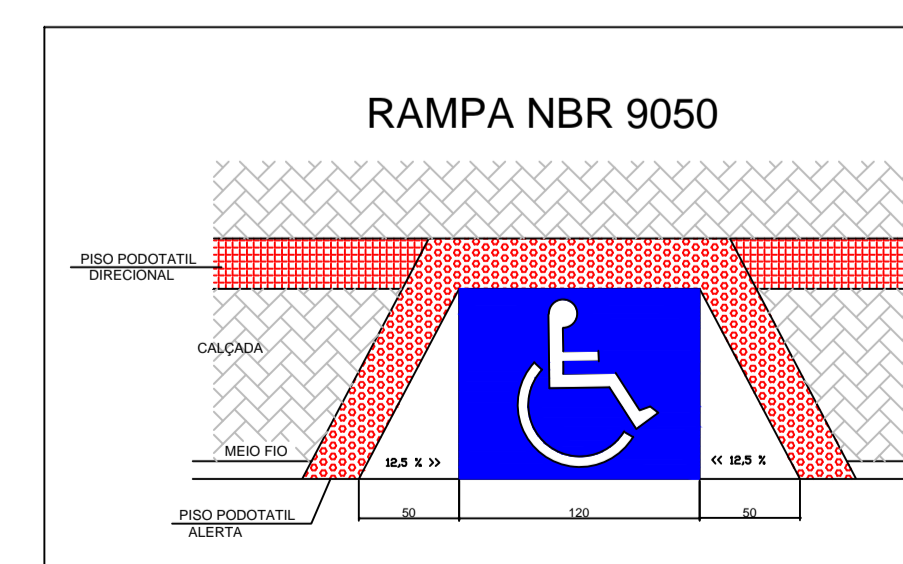 RAMPA NBR 9050
PISO PODOTATIL
DIRECIONAL
CALÇADA
MEIO FIO
12,5 % >>
<< 12,5 %
50
120
50
PISO PODOTATIL
ALERTA